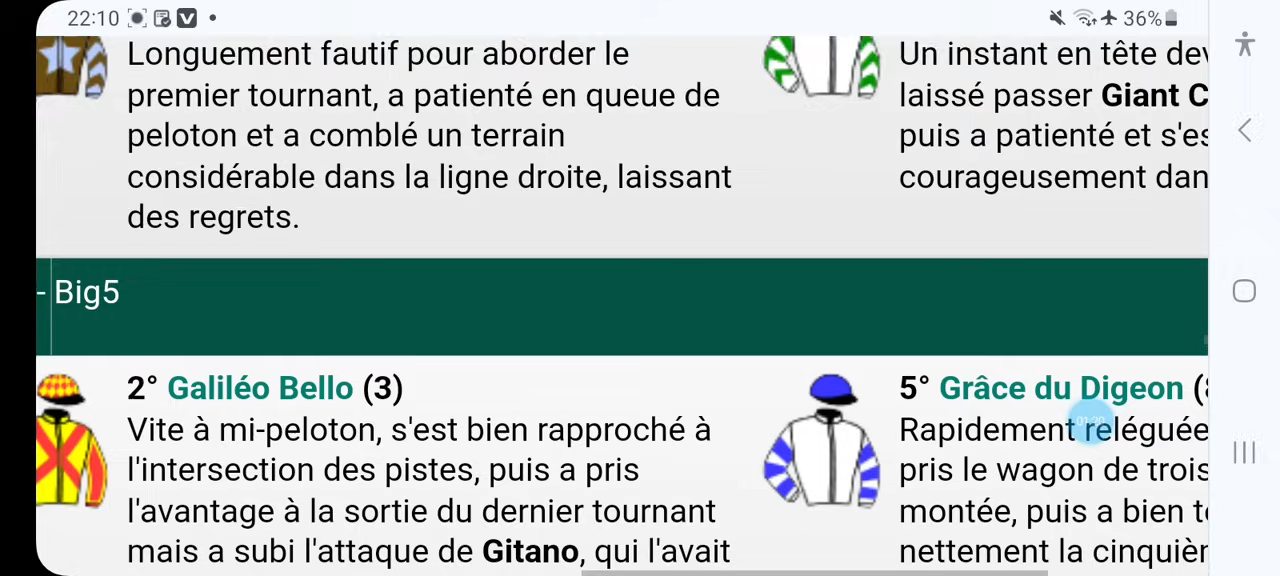 22:10
36%
Longuement fautif pour aborder le
premier tournant, a patienté en queue de
peloton et a comblé un terrain
considérable dans la ligne droite, laissant
des regrets.
Un instant en tête dev
laissé passer Giant C
puis a patienté et s'es
courageusement dan
- Big5
2° Galiléo Bello (3)
Vite à mi-peloton, s'est bien rapproché à
l'intersection des pistes, puis a pris
l'avantage à la sortie du dernier tournant
mais a subi l'attaque de Gitano, qui l'avait
5° Grâce du Digeon (8
Rapidement reléguée
pris le wagon de trois
montée, puis a bien t
nettement la cinquièr
01:20